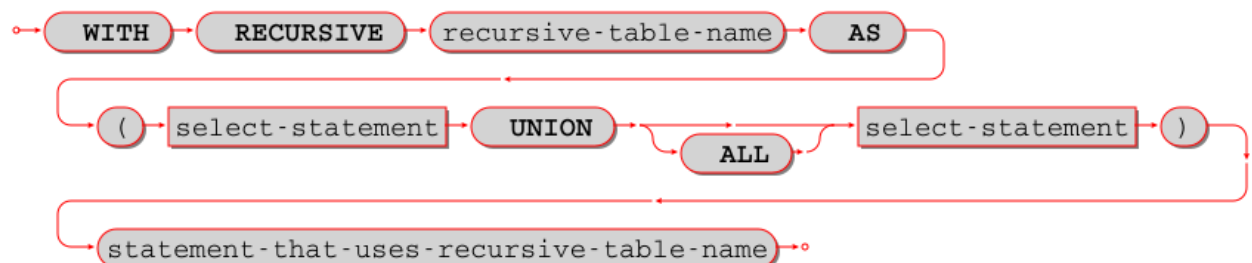 WITH RECURSIVE recursive-table-name AS
( select-statement UNION ALL select-statement )
statement-that-uses-recursive-table-name